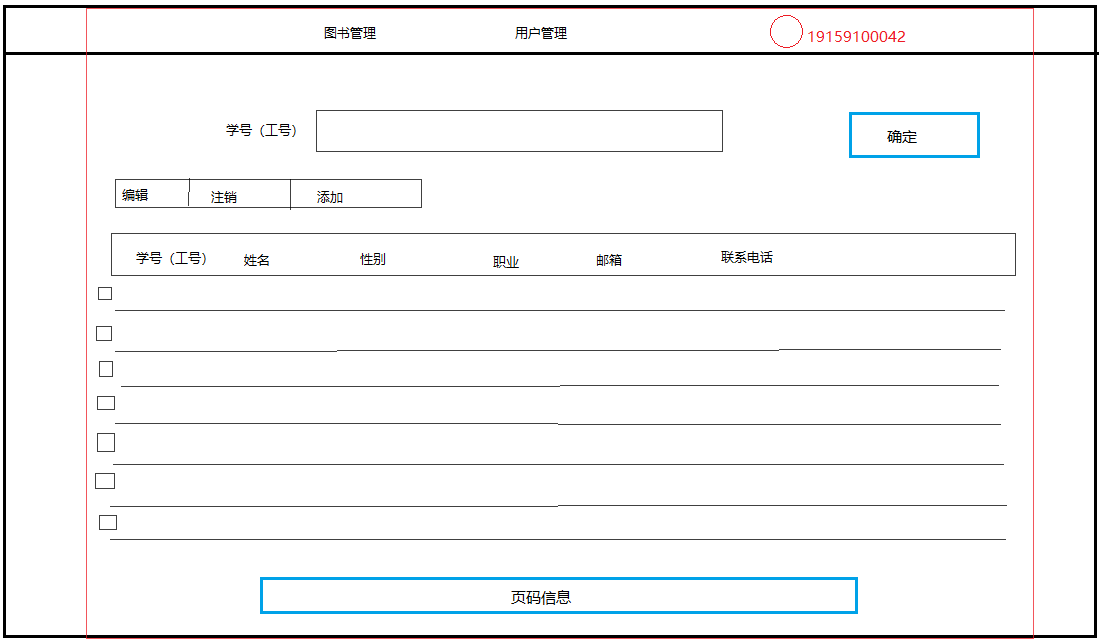 图书管理 用户管理 19159100042
学号（工号） 确定
编辑 注销 添加
学号（工号） 姓名 性别 职业 邮箱 联系电话
页码信息